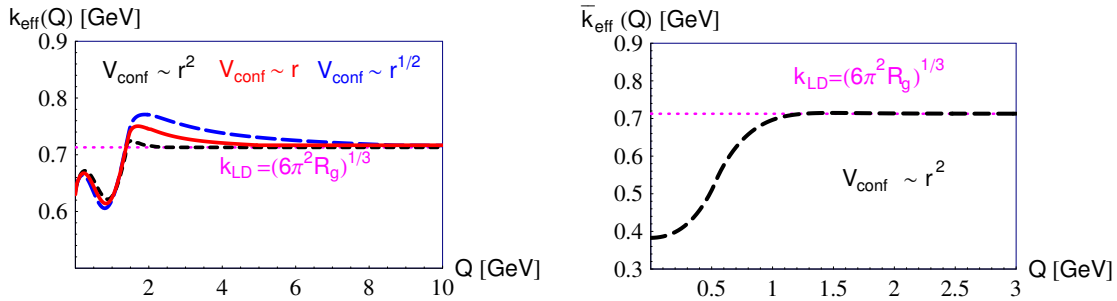 k_eff(Q) [GeV]
0.9
V_conf ~ r^2 V_conf ~ r V_conf ~ r^1/2
0.8
0.7
k_LD=(6π^2R_g)^1/3
0.6
2 4 6 8 10
Q [GeV]
k̅_eff (Q) [GeV]
0.9
k_LD=(6π^2R_g)^1/3
0.8
0.7
0.6
V_conf ~ r^2
0.5
0.4
0.3
0.5 1 1.5 2 2.5 3
Q [GeV]